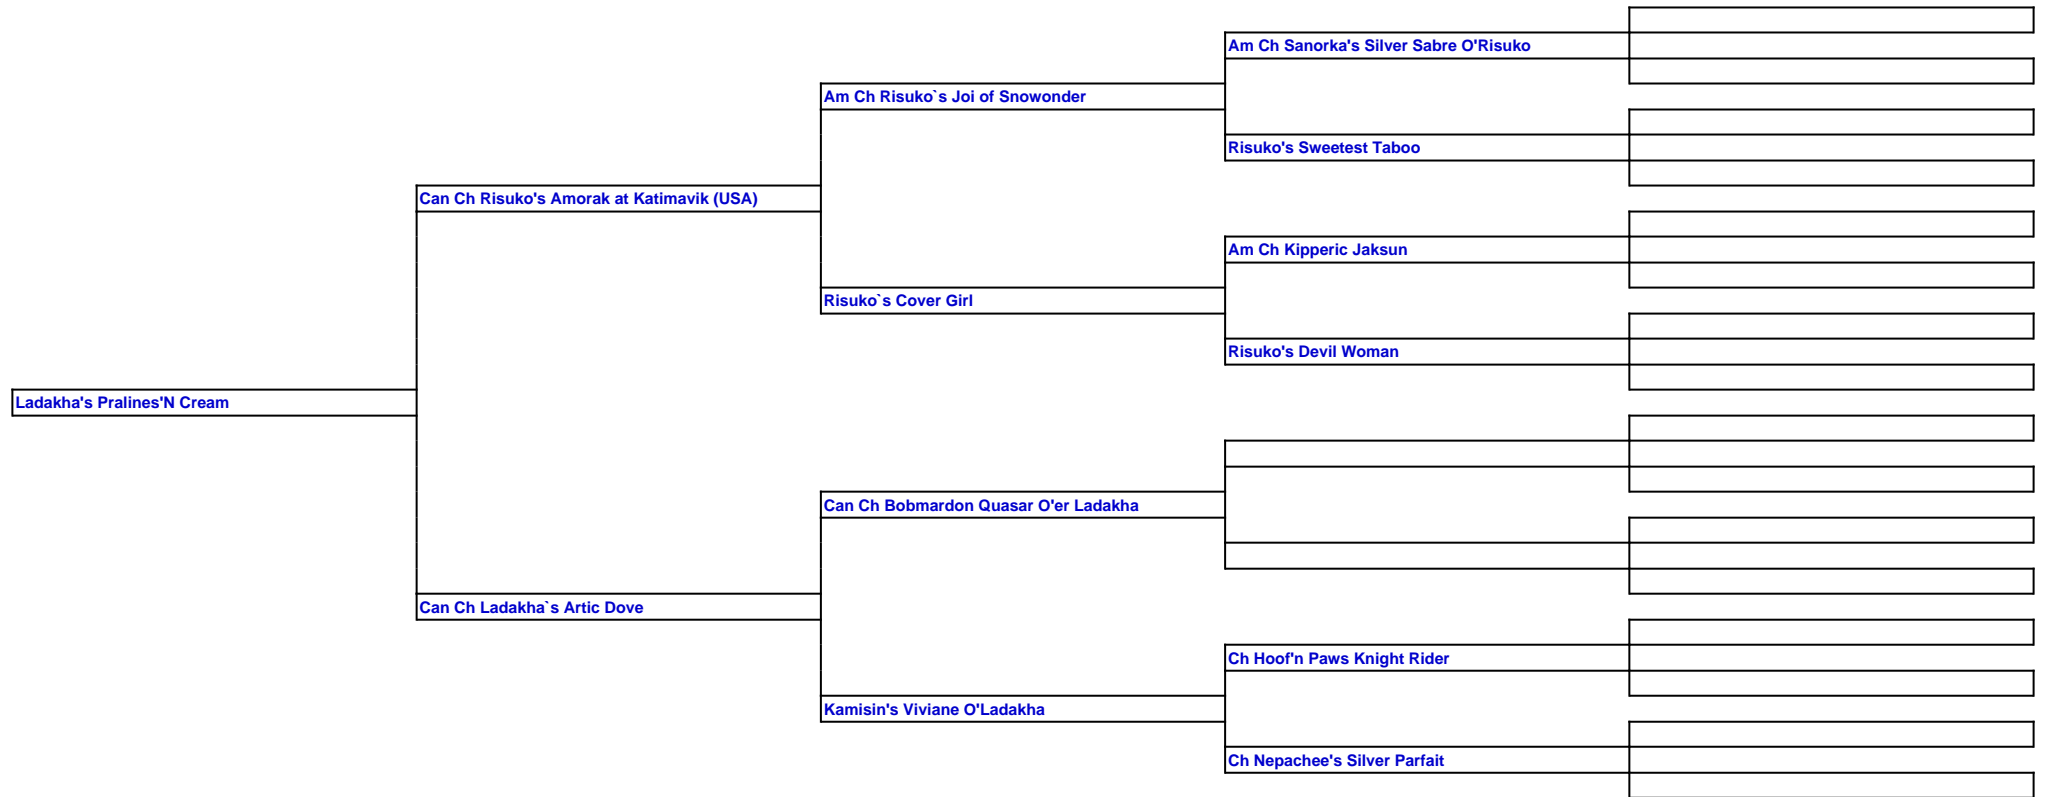 Am Ch Sanorka's Silver Sabre O'Risuko
Am Ch Risuko`s Joi of Snowonder
Risuko's Sweetest Taboo
Can Ch Risuko's Amorak at Katimavik (USA)
Am Ch Kipperic Jaksun
Risuko`s Cover Girl
Risuko's Devil Woman
Ladakha's Pralines'N Cream
Can Ch Bobmardon Quasar O'er Ladakha
Can Ch Ladakha`s Artic Dove
Ch Hoof'n Paws Knight Rider
Kamisin's Viviane O'Ladakha
Ch Nepachee's Silver Parfait